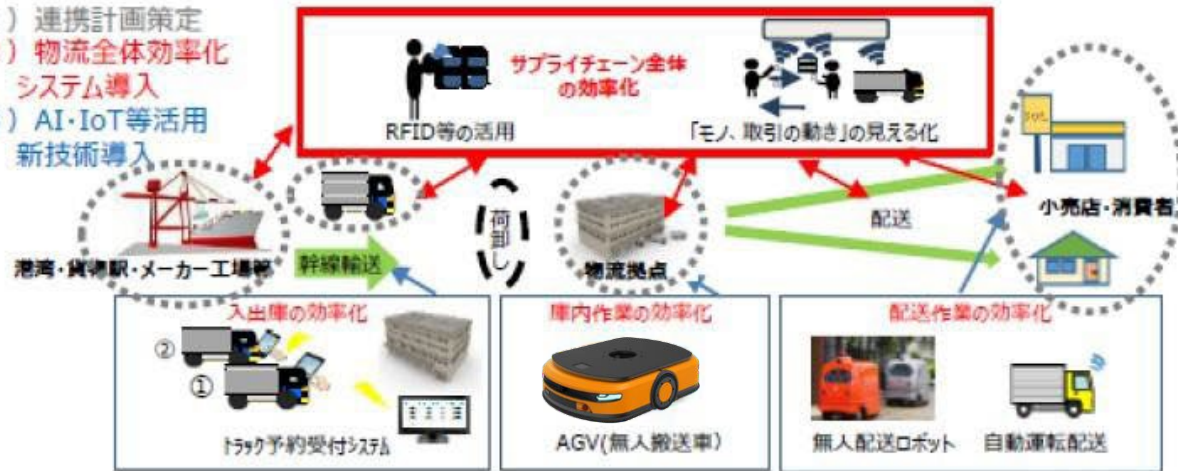 ）連携計画策定
）物流全体効率化
システム導入
）AI・IoT等活用
新技術導入
サプライチェーン全体
の効率化
RFID等の活用
「モノ、取引の動き」の見える化
港湾・貨物駅・メーカー工場等
幹線輸送
荷卸し
物流拠点
配送
小売店・消費者
入出庫の効率化
②
①
トラック予約受付システム
庫内作業の効率化
AGV(無人搬送車)
配送作業の効率化
無人配送ロボット
自動運転配送